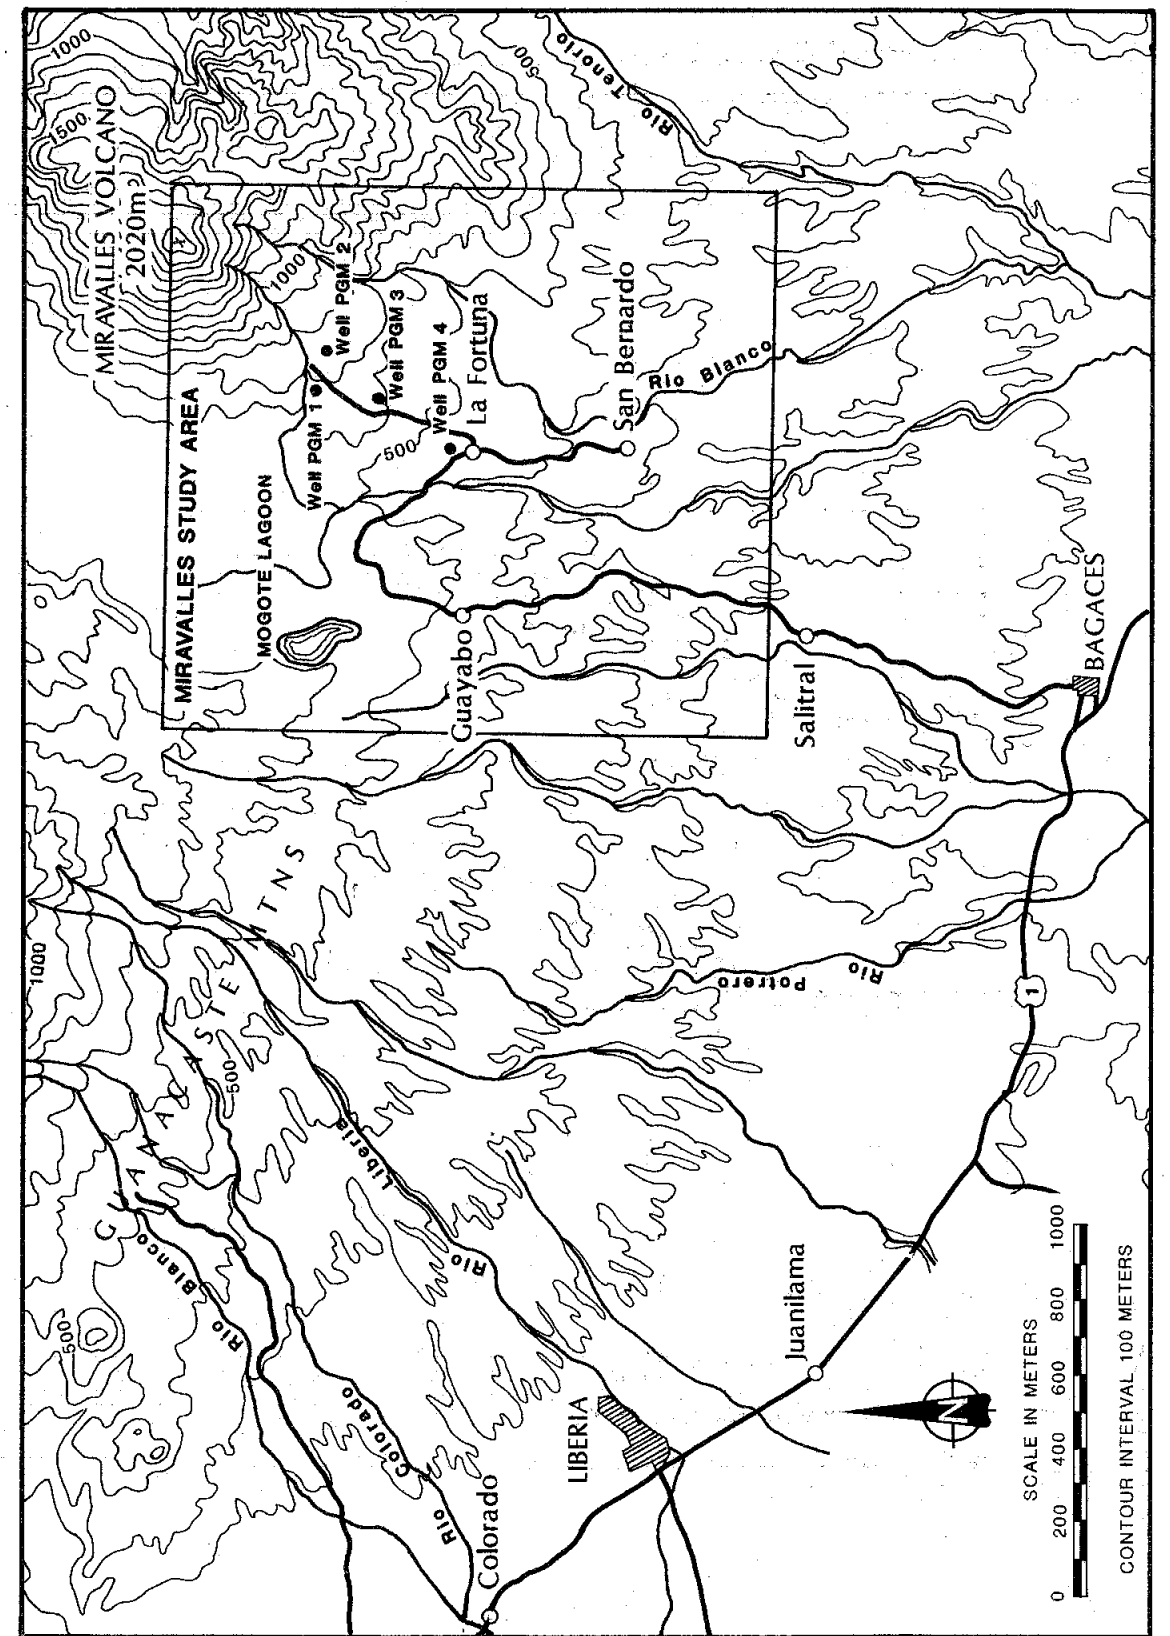 1000
1500
MIRAVALLES VOLCANO
2020m
500
Rio Tenorio
MIRAVALLES STUDY AREA
MOGOTE LAGOON
1000
Well PGM 1
Well PGM 2
Well PGM 3
Well PGM 4
500
La Fortuna
San Bernardo
Rio Blanco
Guayabo
Salitral
BAGACES
1000
GUANACASTE MTNS
500
Rio Potrero
1
Rio Liberia
Rio Blanco
500
Rio Colorado
Colorado
LIBERIA
Juanilama
N
SCALE IN METERS
0 200 400 600 800 1000
CONTOUR INTERVAL 100 METERS